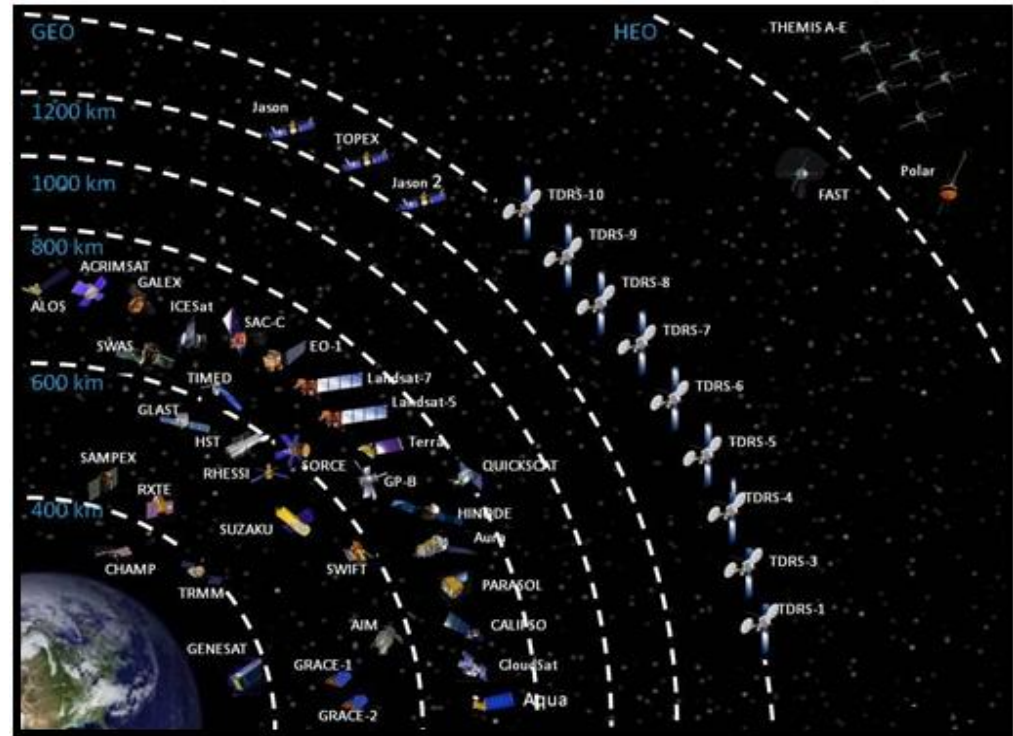 GEO
HEO
THEMIS A-E
1200 km
Jason
TOPEX
Jason 2
1000 km
TDRS-10
FAST
Polar
TDRS-9
800 km
ACRIMSAT
ALOS
GALEX
ICESat
SAC-C
TDRS-8
SWAS
EO-1
TDRS-7
600 km
TIMED
Landsat-7
TDRS-6
GLAST
Landsat-5
HST
Terra
TDRS-5
SAMPEX
RHESSI
SORCE
GP-B
QUICKSCAT
RXTE
TDRS-4
400 km
SUZAKU
HINODE
Aura
CHAMP
SWIFT
TDRS-3
TRMM
PARASOL
TDRS-1
AIM
CALIPSO
GENESAT
GRACE-1
CloudSat
GRACE-2
Aqua